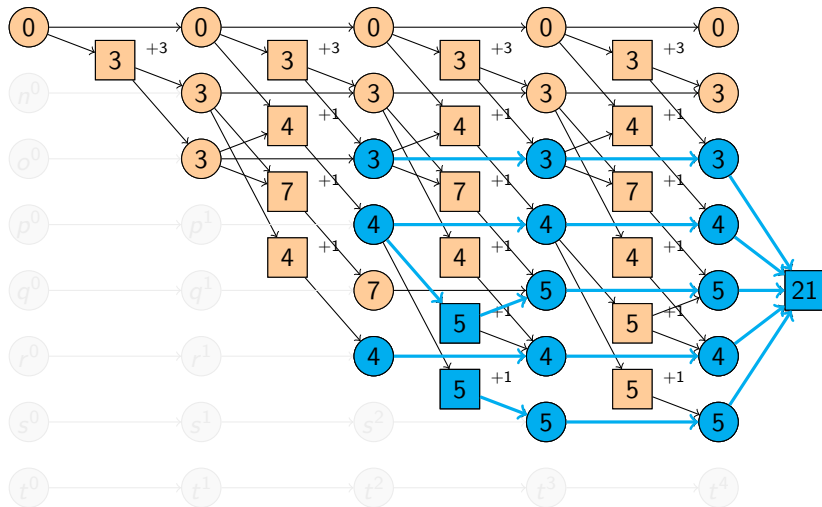 0 0 0 0 0
3 +3 3 +3 3 +3 3 +3
n⁰ 3 3 3 3
4 +1 4 +1 4 +1
o⁰ 3 3 3 3
7 +1 7 +1 7 +1
p⁰ p¹ 4 4 4
4 +1 4 +1 4 +1
q⁰ q¹ 7 5 5 21
5 +1 5 +1
r⁰ r¹ 4 4 4
5 +1 5 +1
s⁰ s¹ s² 5 5
t⁰ t¹ t² t³ t⁴